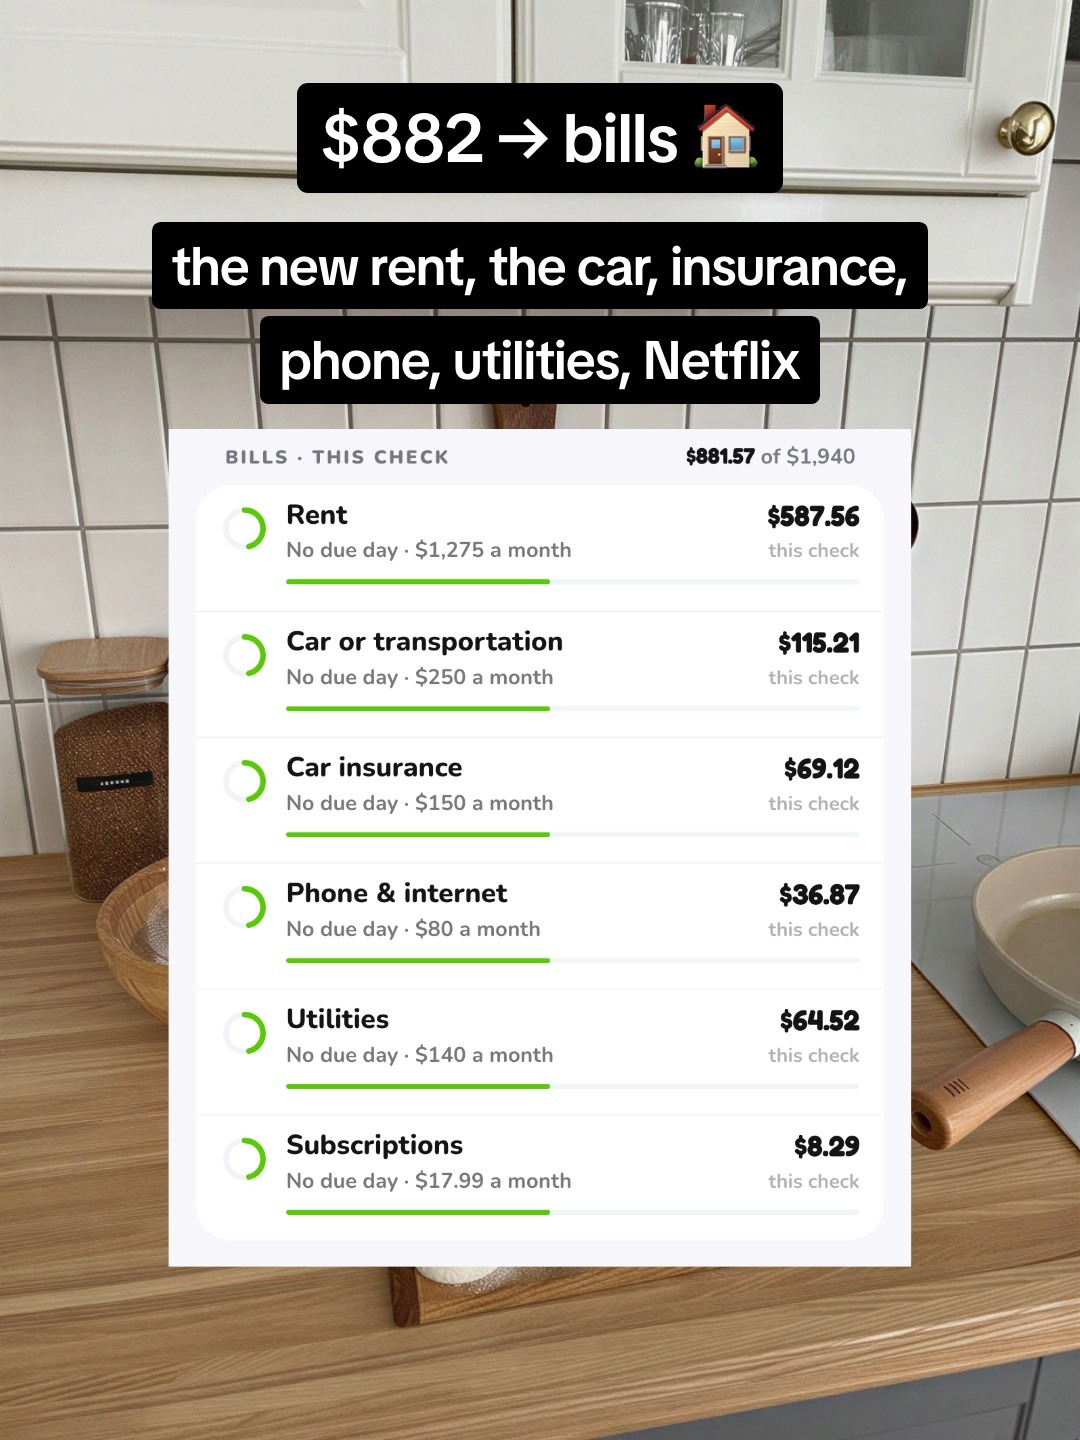 $882 → bills 🏠
the new rent, the car, insurance,
phone, utilities, Netflix
BILLS · THIS CHECK $881.57 of $1,940
Rent $587.56
No due day · $1,275 a month this check
Car or transportation $115.21
No due day · $250 a month this check
Car insurance $69.12
No due day · $150 a month this check
Phone & internet $36.87
No due day · $80 a month this check
Utilities $64.52
No due day · $140 a month this check
Subscriptions $8.29
No due day · $17.99 a month this check